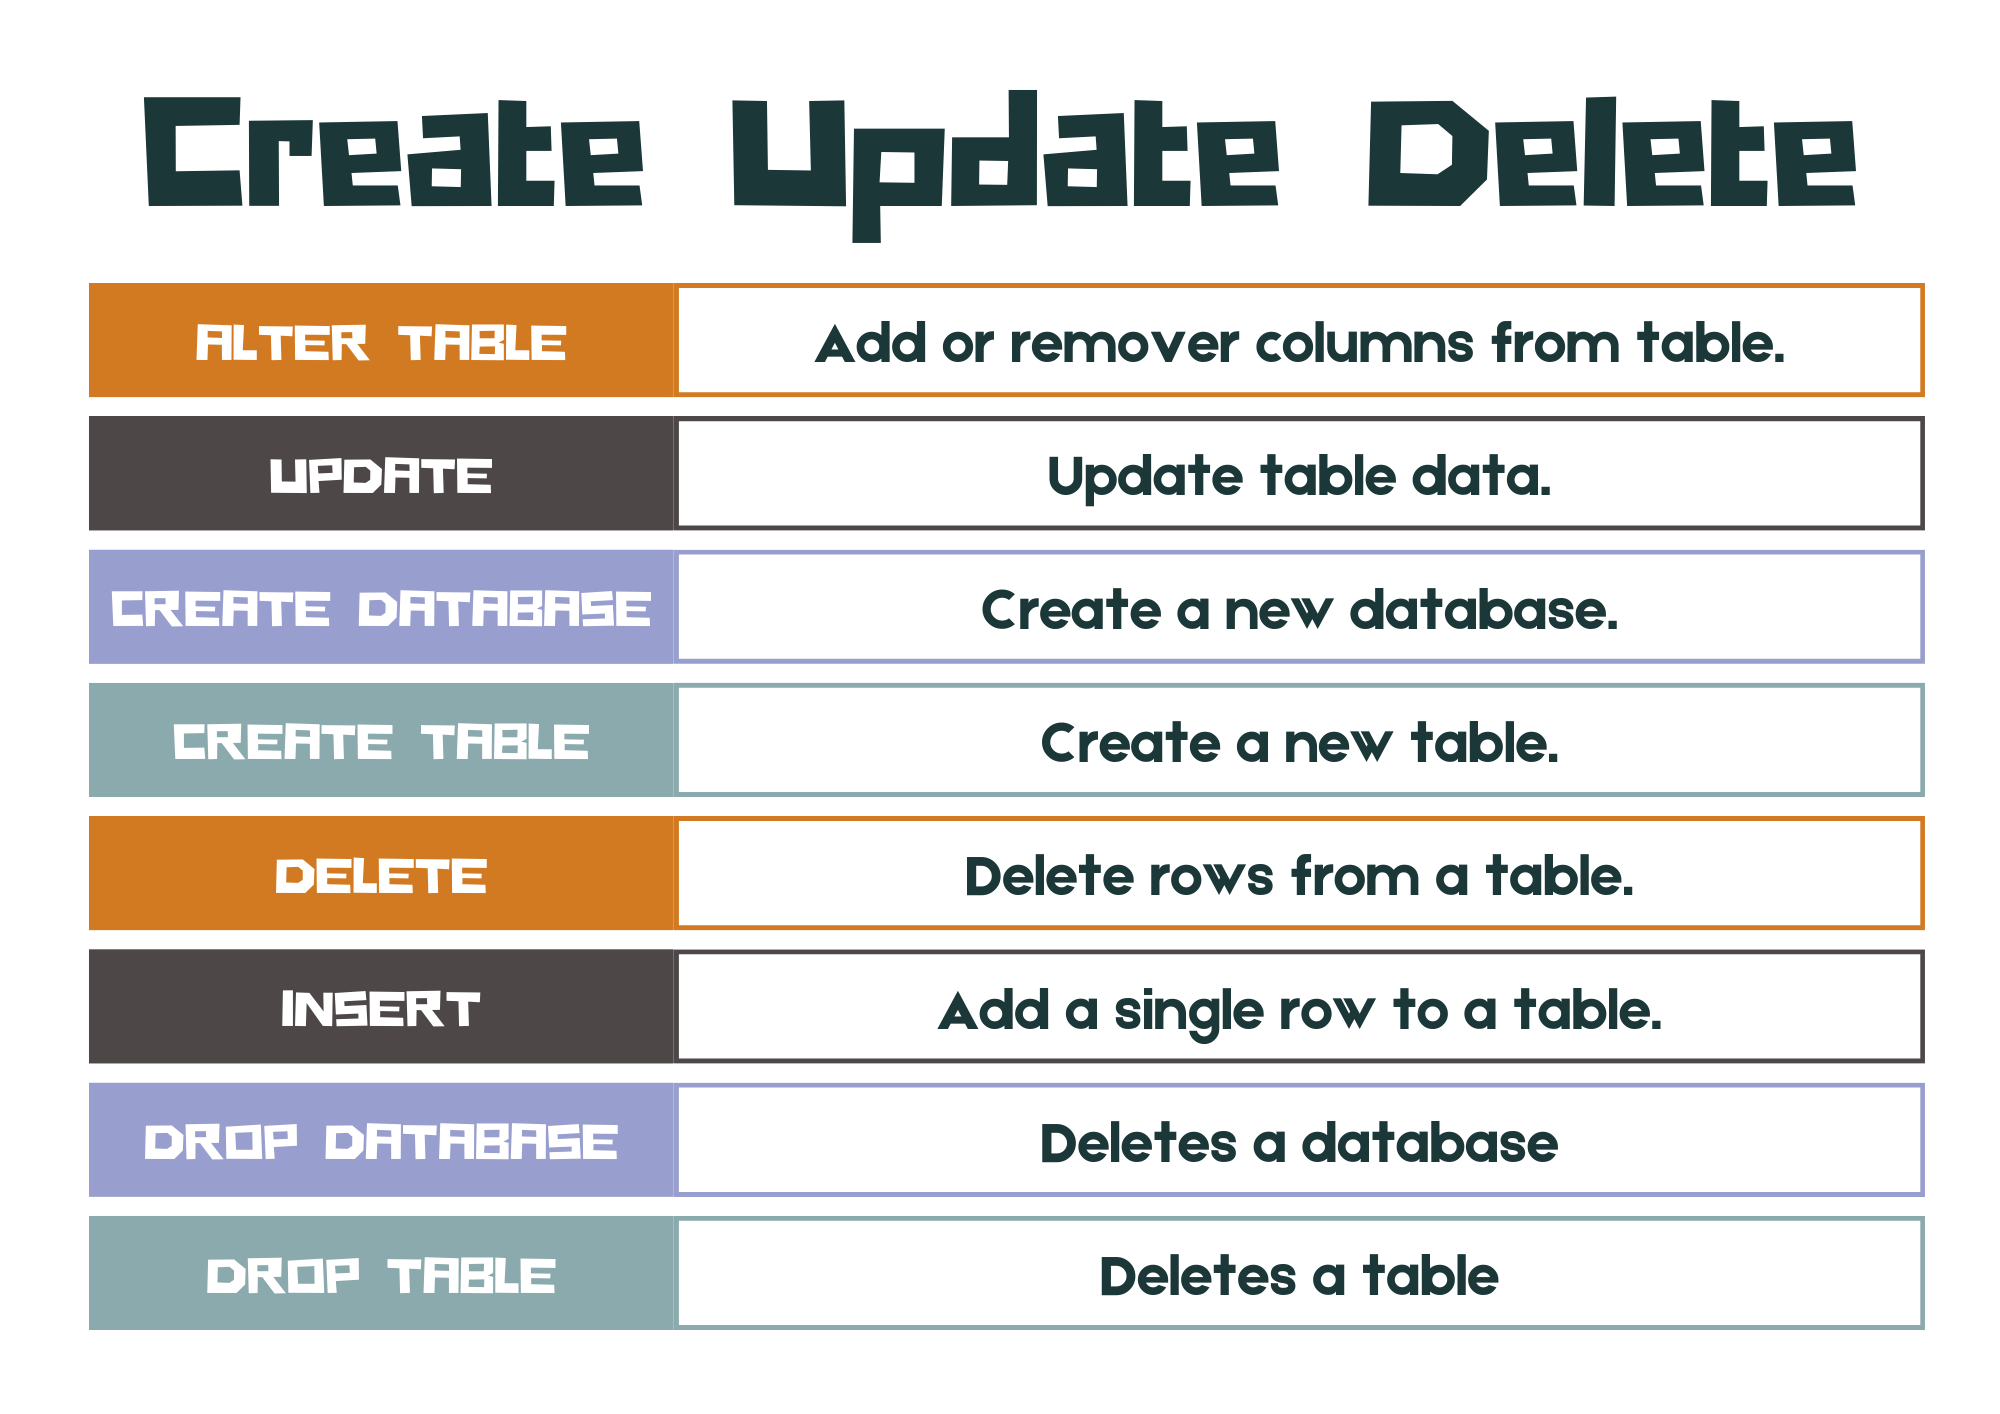 Create Update Delete
ALTER TABLE Add or remover columns from table.
UPDATE Update table data.
CREATE DATABASE Create a new database.
CREATE TABLE Create a new table.
DELETE Delete rows from a table.
INSERT Add a single row to a table.
DROP DATABASE Deletes a database
DROP TABLE Deletes a table